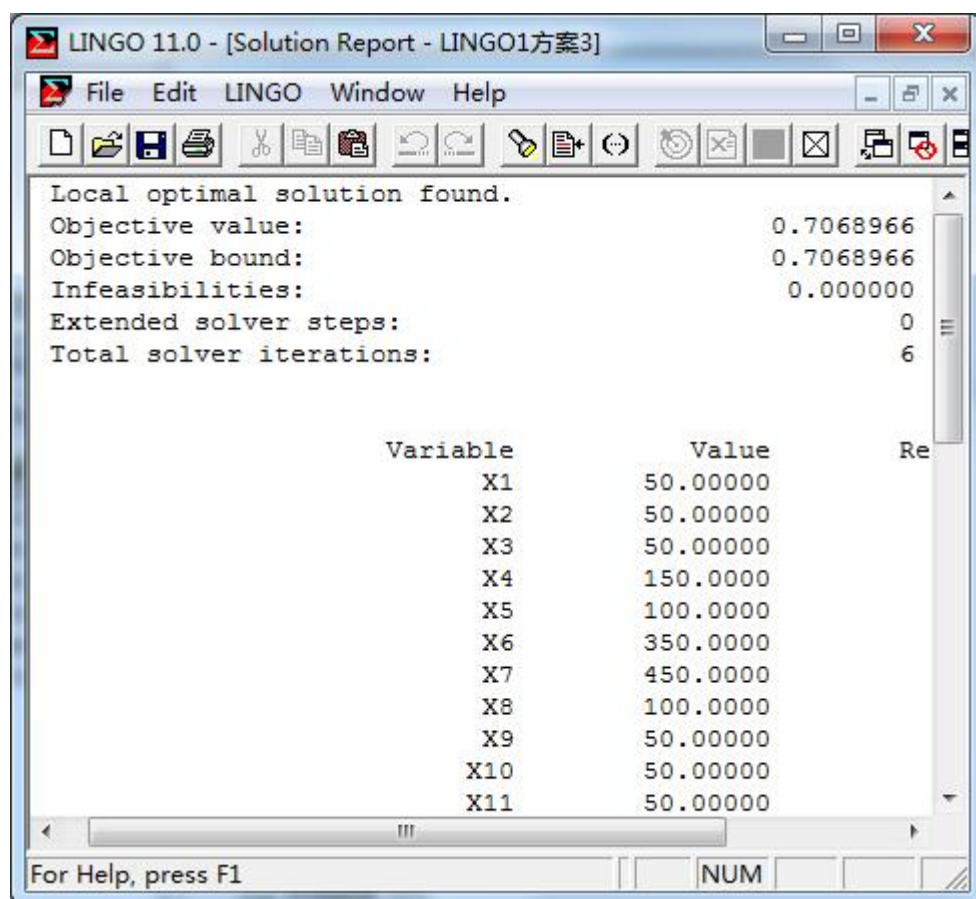 LINGO 11.0 - [Solution Report - LINGO1方案3]
File Edit LINGO Window Help
Local optimal solution found.
Objective value: 0.7068966
Objective bound: 0.7068966
Infeasibilities: 0.000000
Extended solver steps: 0
Total solver iterations: 6
Variable Value Re
X1 50.00000
X2 50.00000
X3 50.00000
X4 150.0000
X5 100.0000
X6 350.0000
X7 450.0000
X8 100.0000
X9 50.00000
X10 50.00000
X11 50.00000
For Help, press F1 NUM